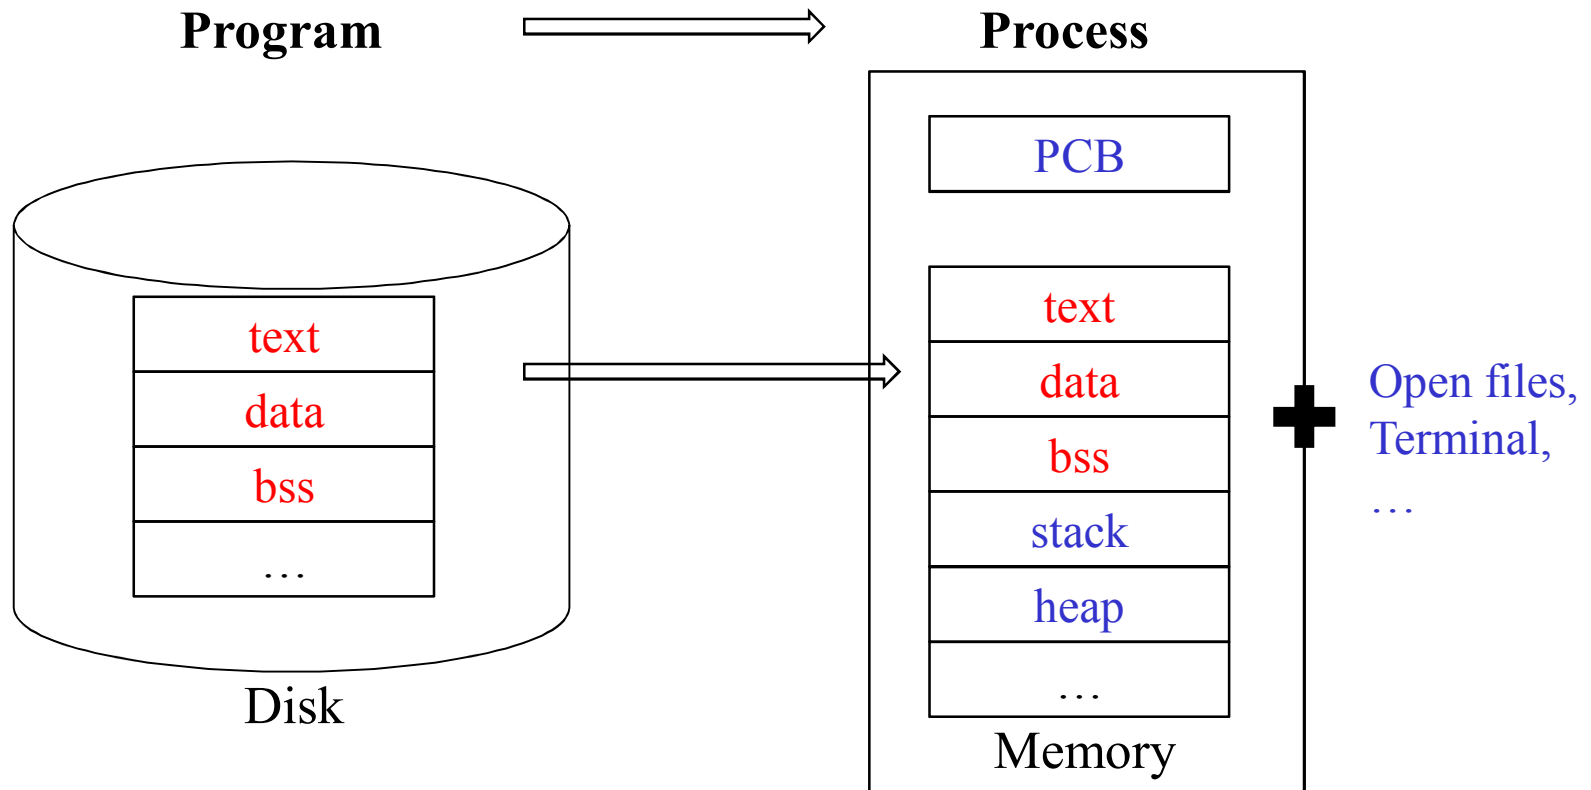 Program
Process
text
data
bss
…
Disk
PCB
text
data
bss
stack
heap
…
Memory
Open files,
Terminal,
…